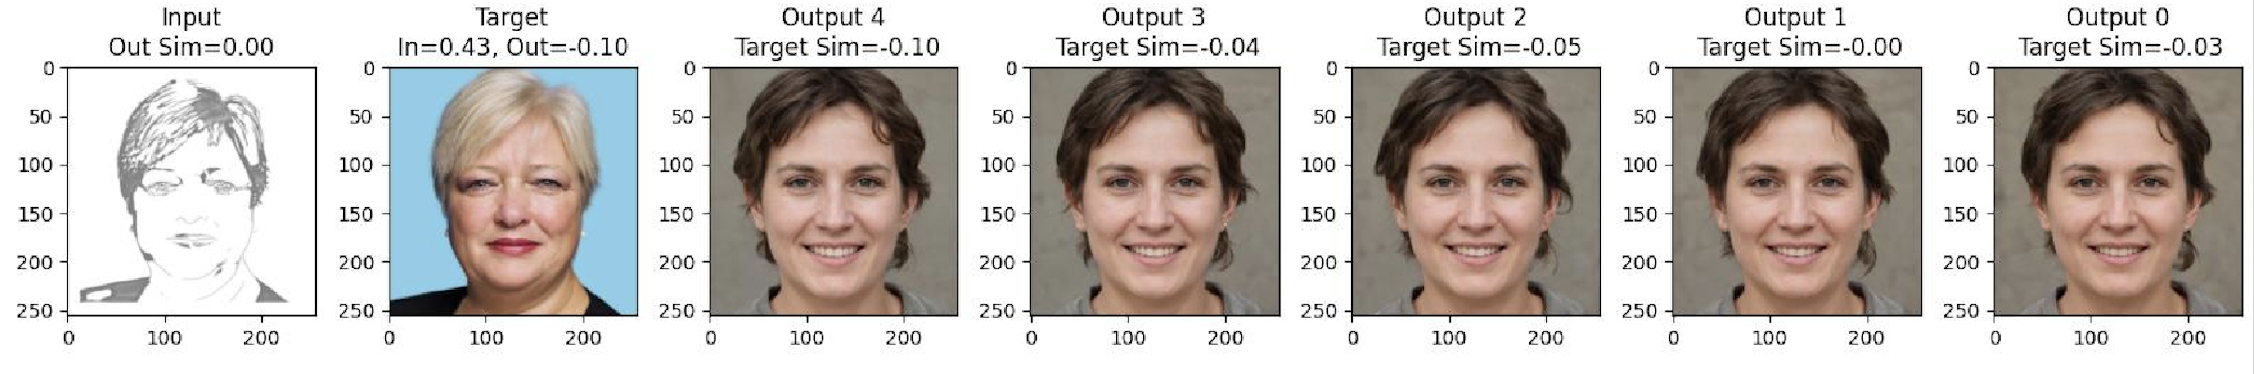 Input
Out Sim=0.00
Target
In=0.43, Out=-0.10
Output 4
Target Sim=-0.10
Output 3
Target Sim=-0.04
Output 2
Target Sim=-0.05
Output 1
Target Sim=-0.00
Output 0
Target Sim=-0.03
0
50
100
150
200
250
0 100 200
0
50
100
150
200
250
0 100 200
0
50
100
150
200
250
0 100 200
0
50
100
150
200
250
0 100 200
0
50
100
150
200
250
0 100 200
0
50
100
150
200
250
0 100 200
0
50
100
150
200
250
0 100 200